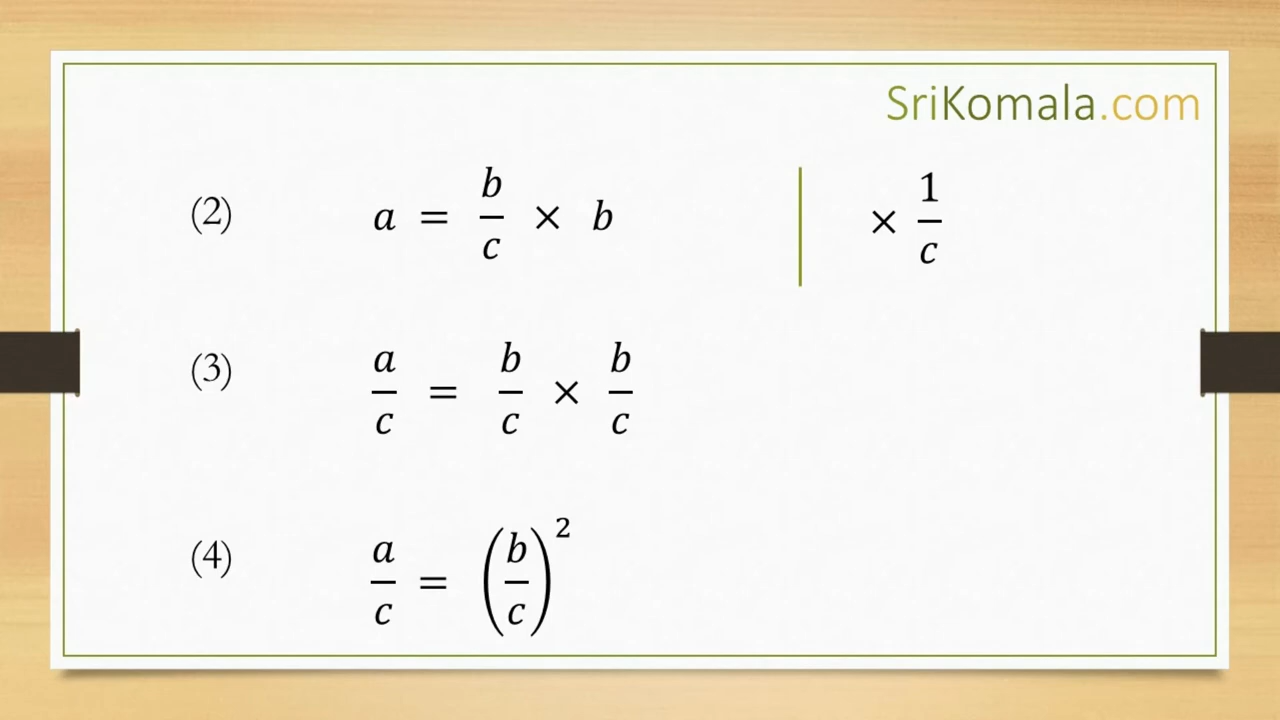 SriKomala.com
(2) a = b/c × b | × 1/c
(3) a/c = b/c × b/c
(4) a/c = (b/c)²